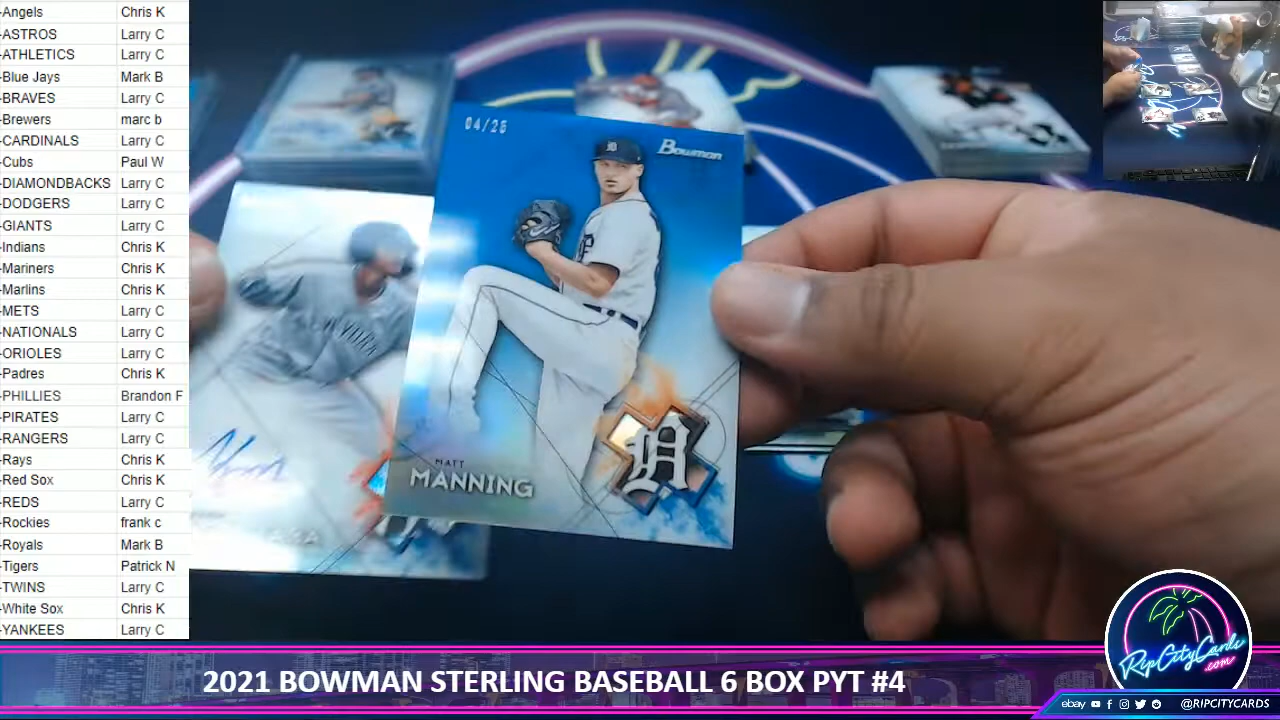 -Angels Chris K
-ASTROS Larry C
-ATHLETICS Larry C
-Blue Jays Mark B
-BRAVES Larry C
-Brewers marc b
-CARDINALS Larry C
-Cubs Paul W
-DIAMONDBACKS Larry C
-DODGERS Larry C
-GIANTS Larry C
-Indians Chris K
-Mariners Chris K
-Marlins Chris K
-METS Larry C
-NATIONALS Larry C
-ORIOLES Larry C
-Padres Chris K
-PHILLIES Brandon F
-PIRATES Larry C
-RANGERS Larry C
-Rays Chris K
-Red Sox Chris K
-REDS Larry C
-Rockies frank c
-Royals Mark B
-Tigers Patrick N
-TWINS Larry C
-White Sox Chris K
-YANKEES Larry C
04/25
Bowman
D
NEW YORK
MATT
MANNING
D
RipCityCards
.com
2021 BOWMAN STERLING BASEBALL 6 BOX PYT #4
ebay @RIPCITYCARDS